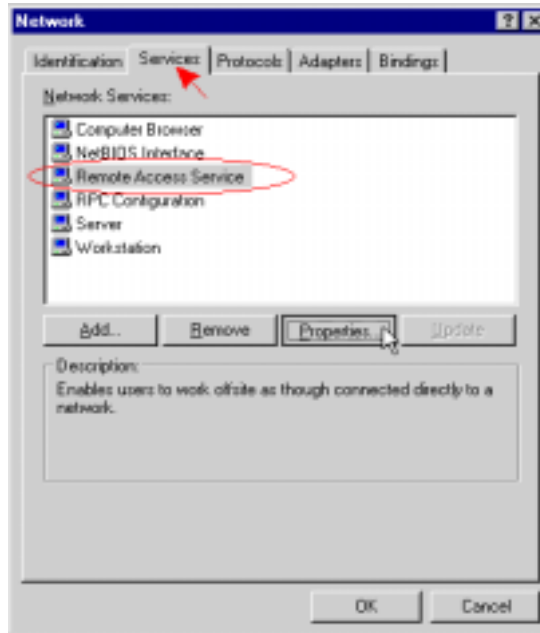 Network
Identification Services Protocols Adapters Bindings
Network Services:
Computer Browser
NetBIOS Interface
Remote Access Service
RPC Configuration
Server
Workstation
Add... Remove Properties... Update
Description:
Enables users to work offsite as though connected directly to a
network.
OK Cancel